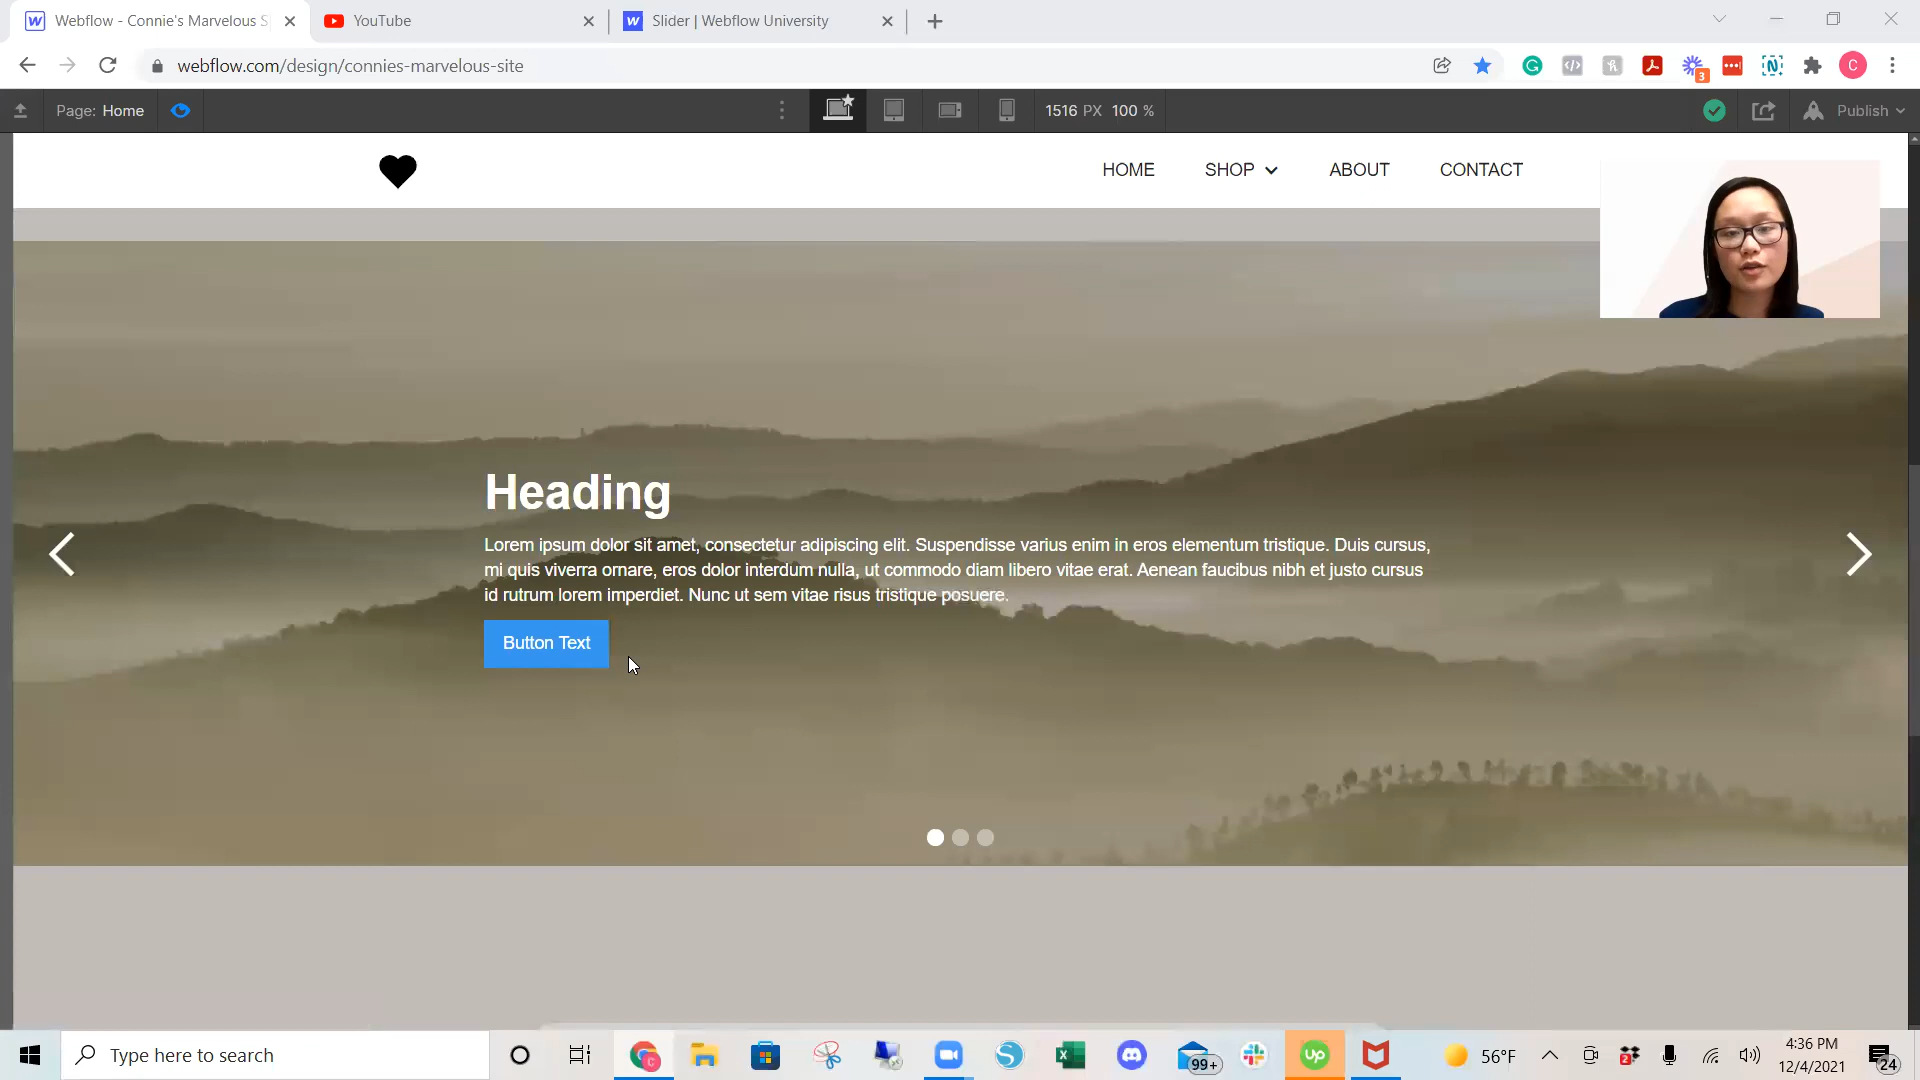 Webflow - Connie's Marvelous S
YouTube
Slider | Webflow University
webflow.com/design/connies-marvelous-site
C
3
Page: Home
1516 PX 100 %
Publish
HOME
SHOP
ABOUT
CONTACT
Heading
Lorem ipsum dolor sit amet, consectetur adipiscing elit. Suspendisse varius enim in eros elementum tristique. Duis cursus,
mi quis viverra ornare, eros dolor interdum nulla, ut commodo diam libero vitae erat. Aenean faucibus nibh et justo cursus
id rutrum lorem imperdiet. Nunc ut sem vitae risus tristique posuere.
Button Text
Type here to search
99+
up
56°F
2
4:36 PM
12/4/2021
24